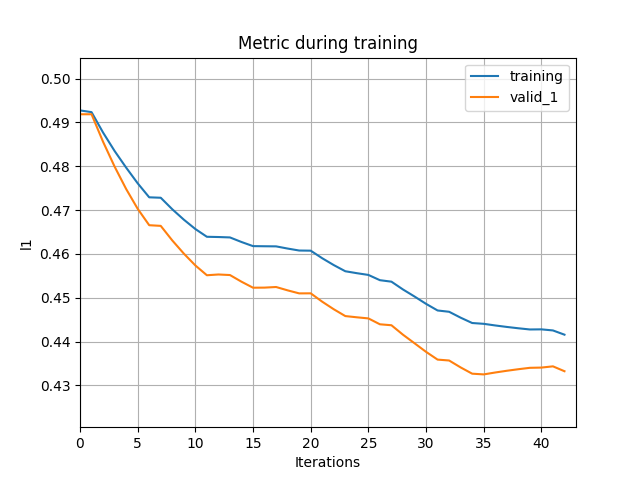 Metric during training
0.50
0.49
0.48
0.47
0.46
0.45
0.44
0.43
l1
training
valid_1
0 5 10 15 20 25 30 35 40
Iterations